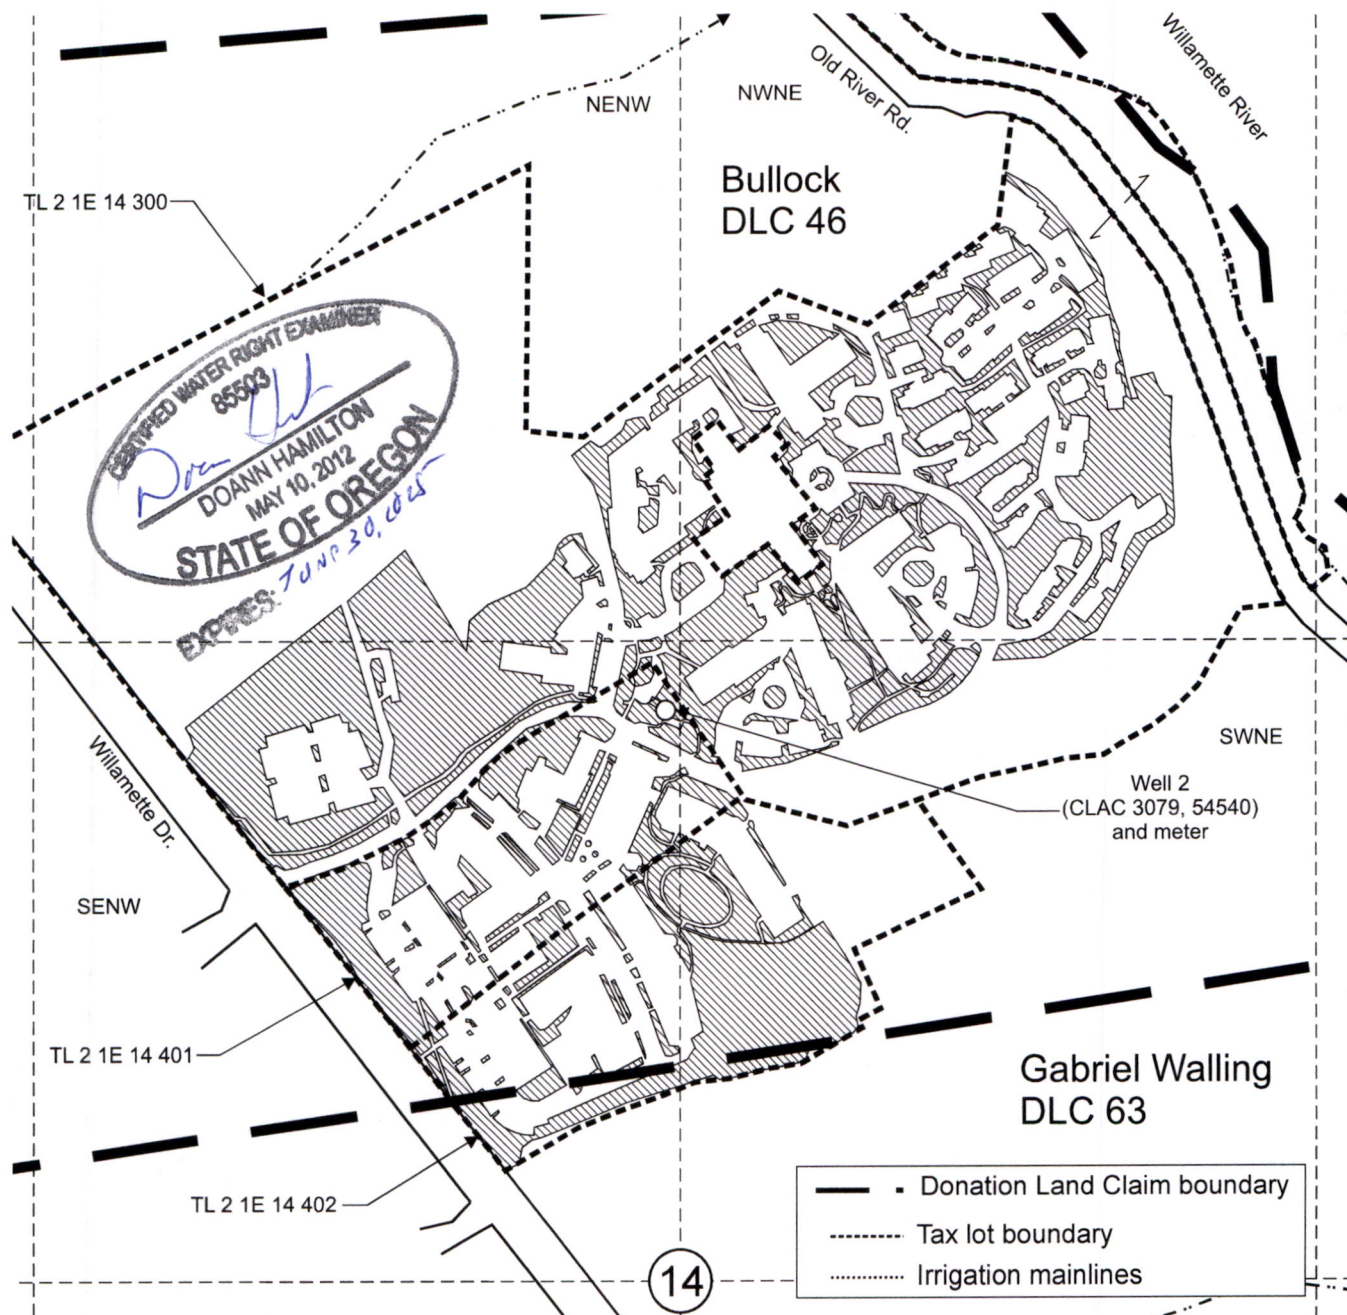 Willamette River
Old River Rd.
NENW
NWNE
Bullock
DLC 46
TL 2 1E 14 300
CERTIFIED WATER RIGHT EXAMINER
85503
DOANN HAMILTON
MAY 10, 2012
STATE OF OREGON
EXPIRES: JUNE 30, 2025
Willamette Dr.
SWNE
Well 2
(CLAC 3079, 54540)
and meter
SENW
TL 2 1E 14 401
Gabriel Walling
DLC 63
TL 2 1E 14 402
Donation Land Claim boundary
Tax lot boundary
Irrigation mainlines
14